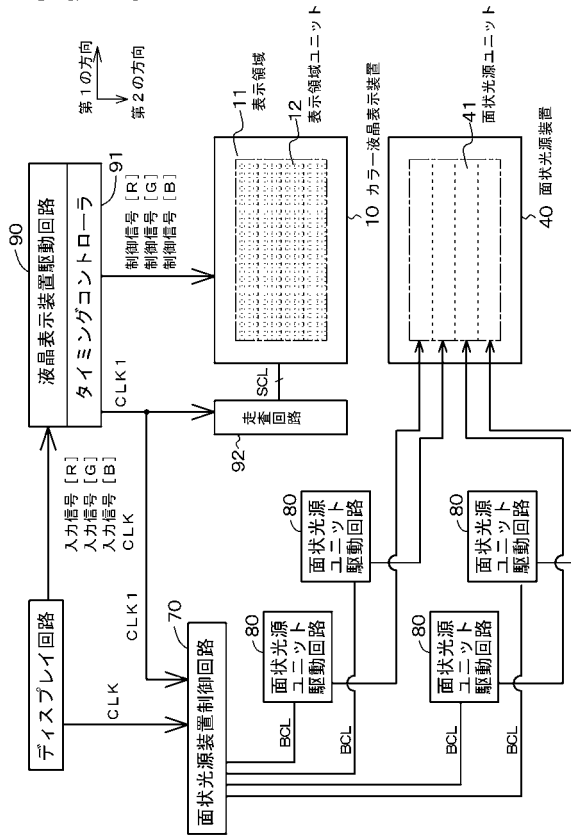 第1の方向
第2の方向
90
液晶表示装置駆動回路
タイミングコントローラ
91
ディスプレイ回路
入力信号 [R]
入力信号 [G]
入力信号 [B]
CLK
CLK
CLK1
CLK1
制御信号 [R]
制御信号 [G]
制御信号 [B]
70
面状光源装置制御回路
92
走査回路
SCL
11
表示領域
12
表示領域ユニット
10 カラー液晶表示装置
80
面状光源
ユニット
駆動回路
80
面状光源
ユニット
駆動回路
80
面状光源
ユニット
駆動回路
80
面状光源
ユニット
駆動回路
BCL
BCL
BCL
BCL
41
面状光源ユニット
40 面状光源装置